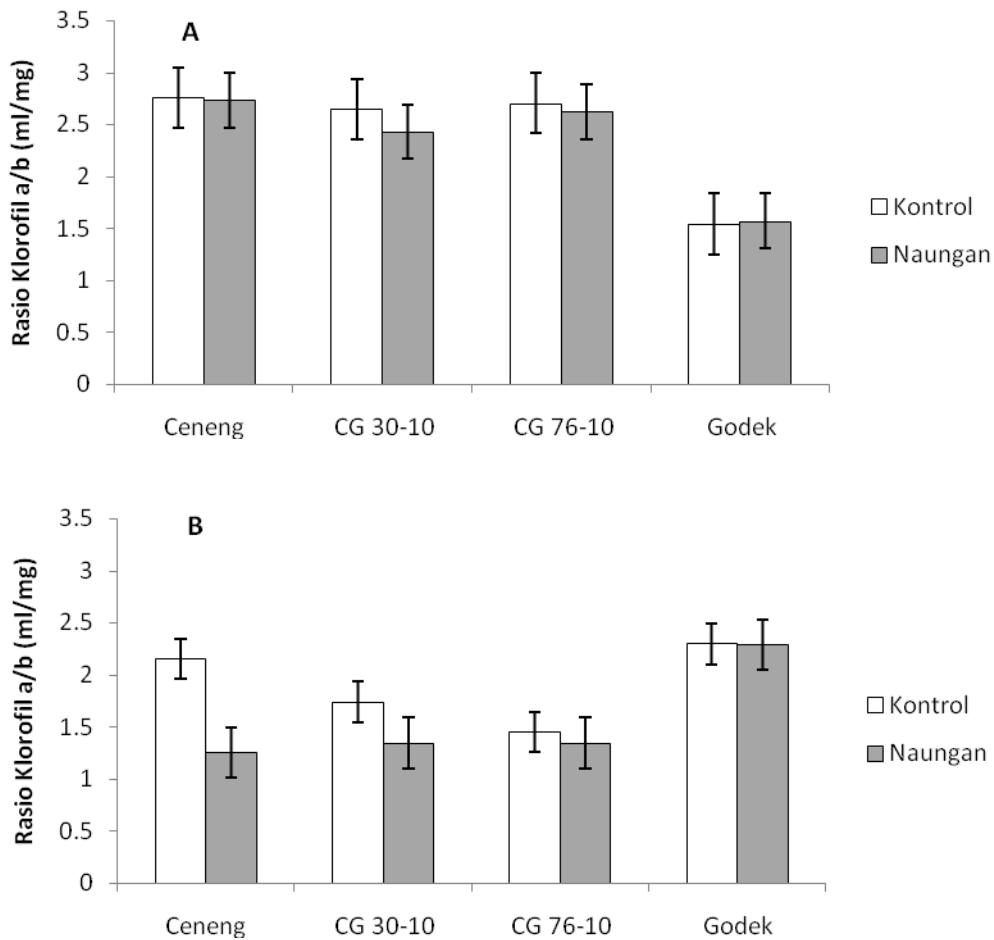 A
Rasio Klorofil a/b (ml/mg)
3.5
3
2.5
2
1.5
1
0.5
0
Ceneng
CG 30-10
CG 76-10
Godek
Kontrol
Naungan
B
Rasio Klorofil a/b (ml/mg)
3.5
3
2.5
2
1.5
1
0.5
0
Ceneng
CG 30-10
CG 76-10
Godek
Kontrol
Naungan